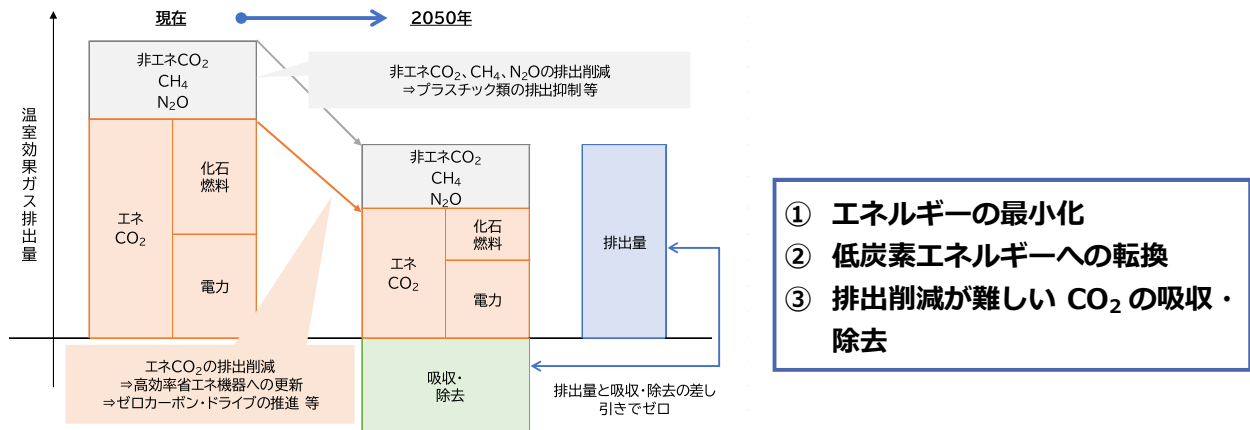 現在
2050年
温室効果ガス排出量
非エネCO₂
CH₄
N₂O
エネ
CO₂
化石
燃料
電力
非エネCO₂、CH₄、N₂Oの排出削減
⇒プラスチック類の排出抑制等
非エネCO₂
CH₄
N₂O
エネ
CO₂
化石
燃料
電力
排出量
エネCO₂の排出削減
⇒高効率省エネ機器への更新
⇒ゼロカーボン・ドライブの推進 等
吸収・
除去
排出量と吸収・除去の差し
引きでゼロ
① エネルギーの最小化
② 低炭素エネルギーへの転換
③ 排出削減が難しい CO₂ の吸収・
除去